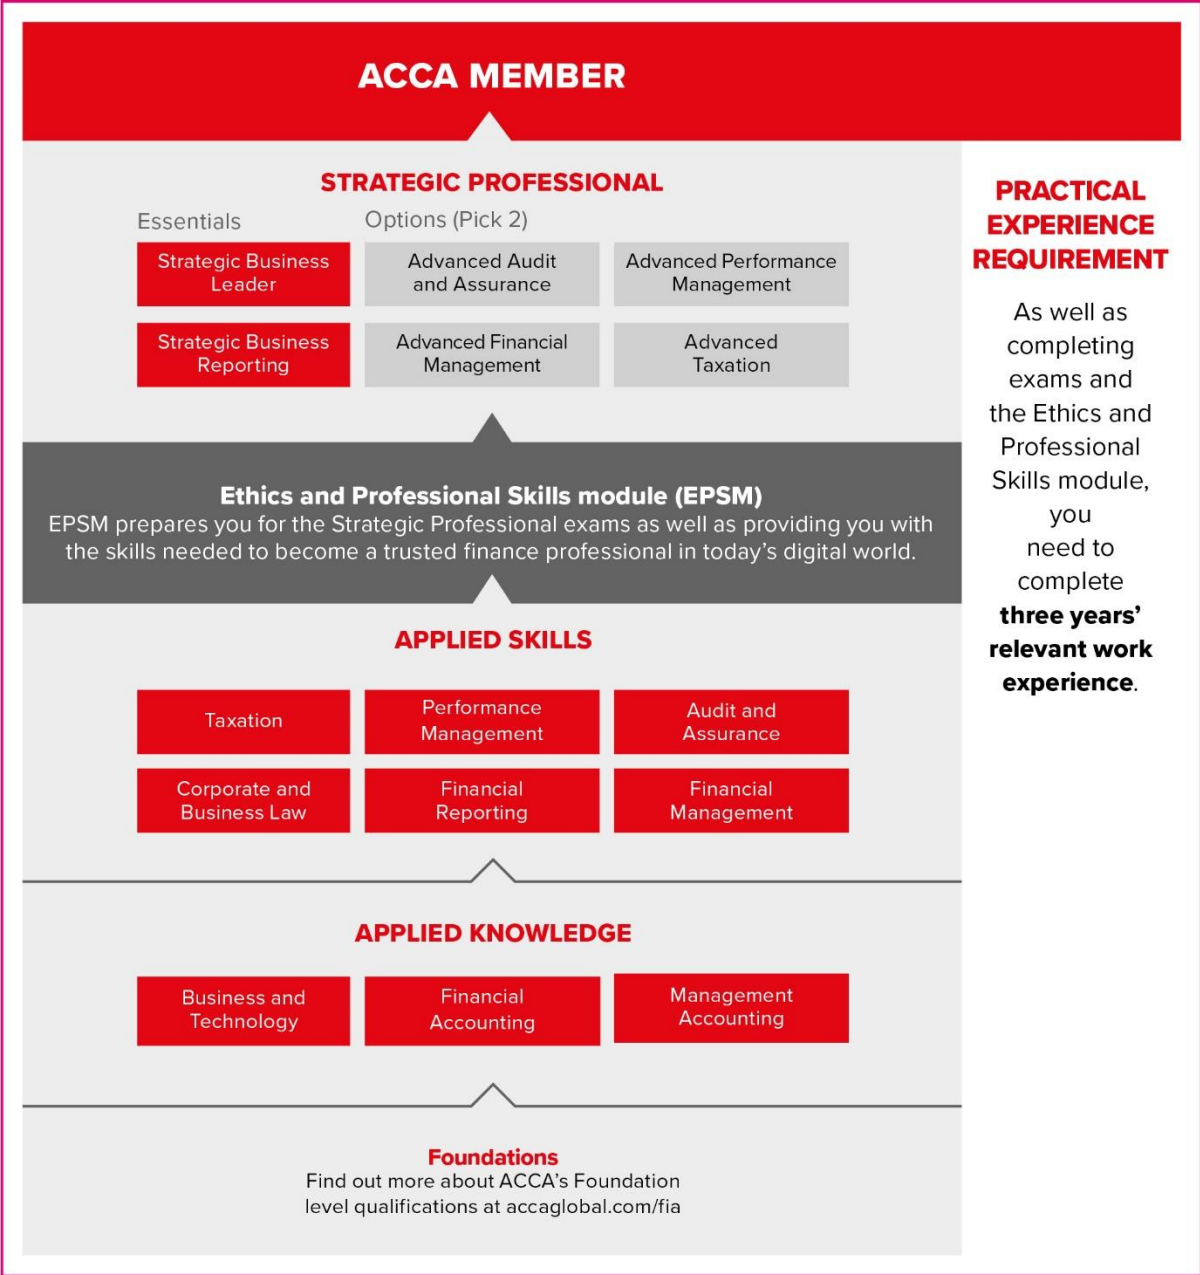 ACCA MEMBER
STRATEGIC PROFESSIONAL
Essentials
Options (Pick 2)
Strategic Business
Leader
Advanced Audit
and Assurance
Advanced Performance
Management
Strategic Business
Reporting
Advanced Financial
Management
Advanced
Taxation
Ethics and Professional Skills module (EPSM)
EPSM prepares you for the Strategic Professional exams as well as providing you with
the skills needed to become a trusted finance professional in today's digital world.
APPLIED SKILLS
Taxation
Performance
Management
Audit and
Assurance
Corporate and
Business Law
Financial
Reporting
Financial
Management
APPLIED KNOWLEDGE
Business and
Technology
Financial
Accounting
Management
Accounting
Foundations
Find out more about ACCA's Foundation
level qualifications at accaglobal.com/fia
PRACTICAL
EXPERIENCE
REQUIREMENT
As well as
completing
exams and
the Ethics and
Professional
Skills module,
you
need to
complete
three years'
relevant work
experience.